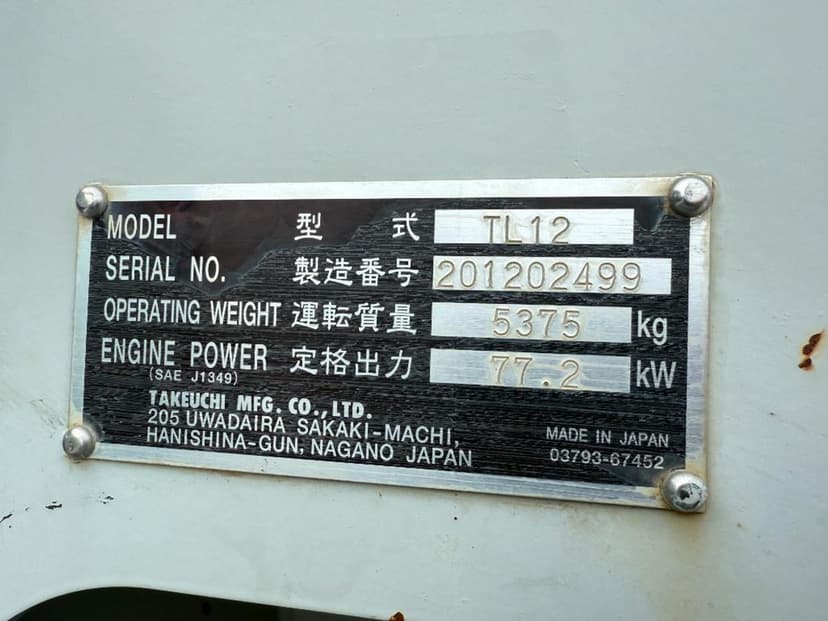 MODEL 型 式 TL12
SERIAL NO. 製造番号 201202499
OPERATING WEIGHT 運転質量 5375 kg
ENGINE POWER 定格出力 77.2 kW
(SAE J1349)
TAKEUCHI MFG. CO., LTD.
205 UWADAIRA SAKAKI-MACHI,
HANISHINA-GUN, NAGANO JAPAN
MADE IN JAPAN
03793-67452